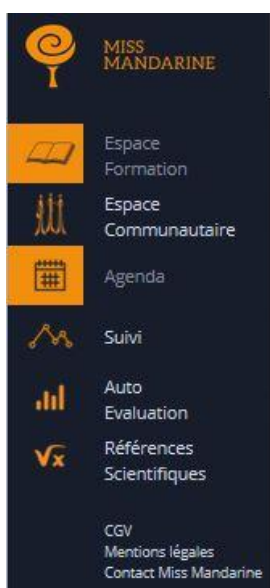 MISS
MANDARINE
Espace
Formation
Espace
Communautaire
Agenda
Suivi
Auto
Evaluation
Références
Scientifiques
CGV
Mentions légales
Contact Miss Mandarine